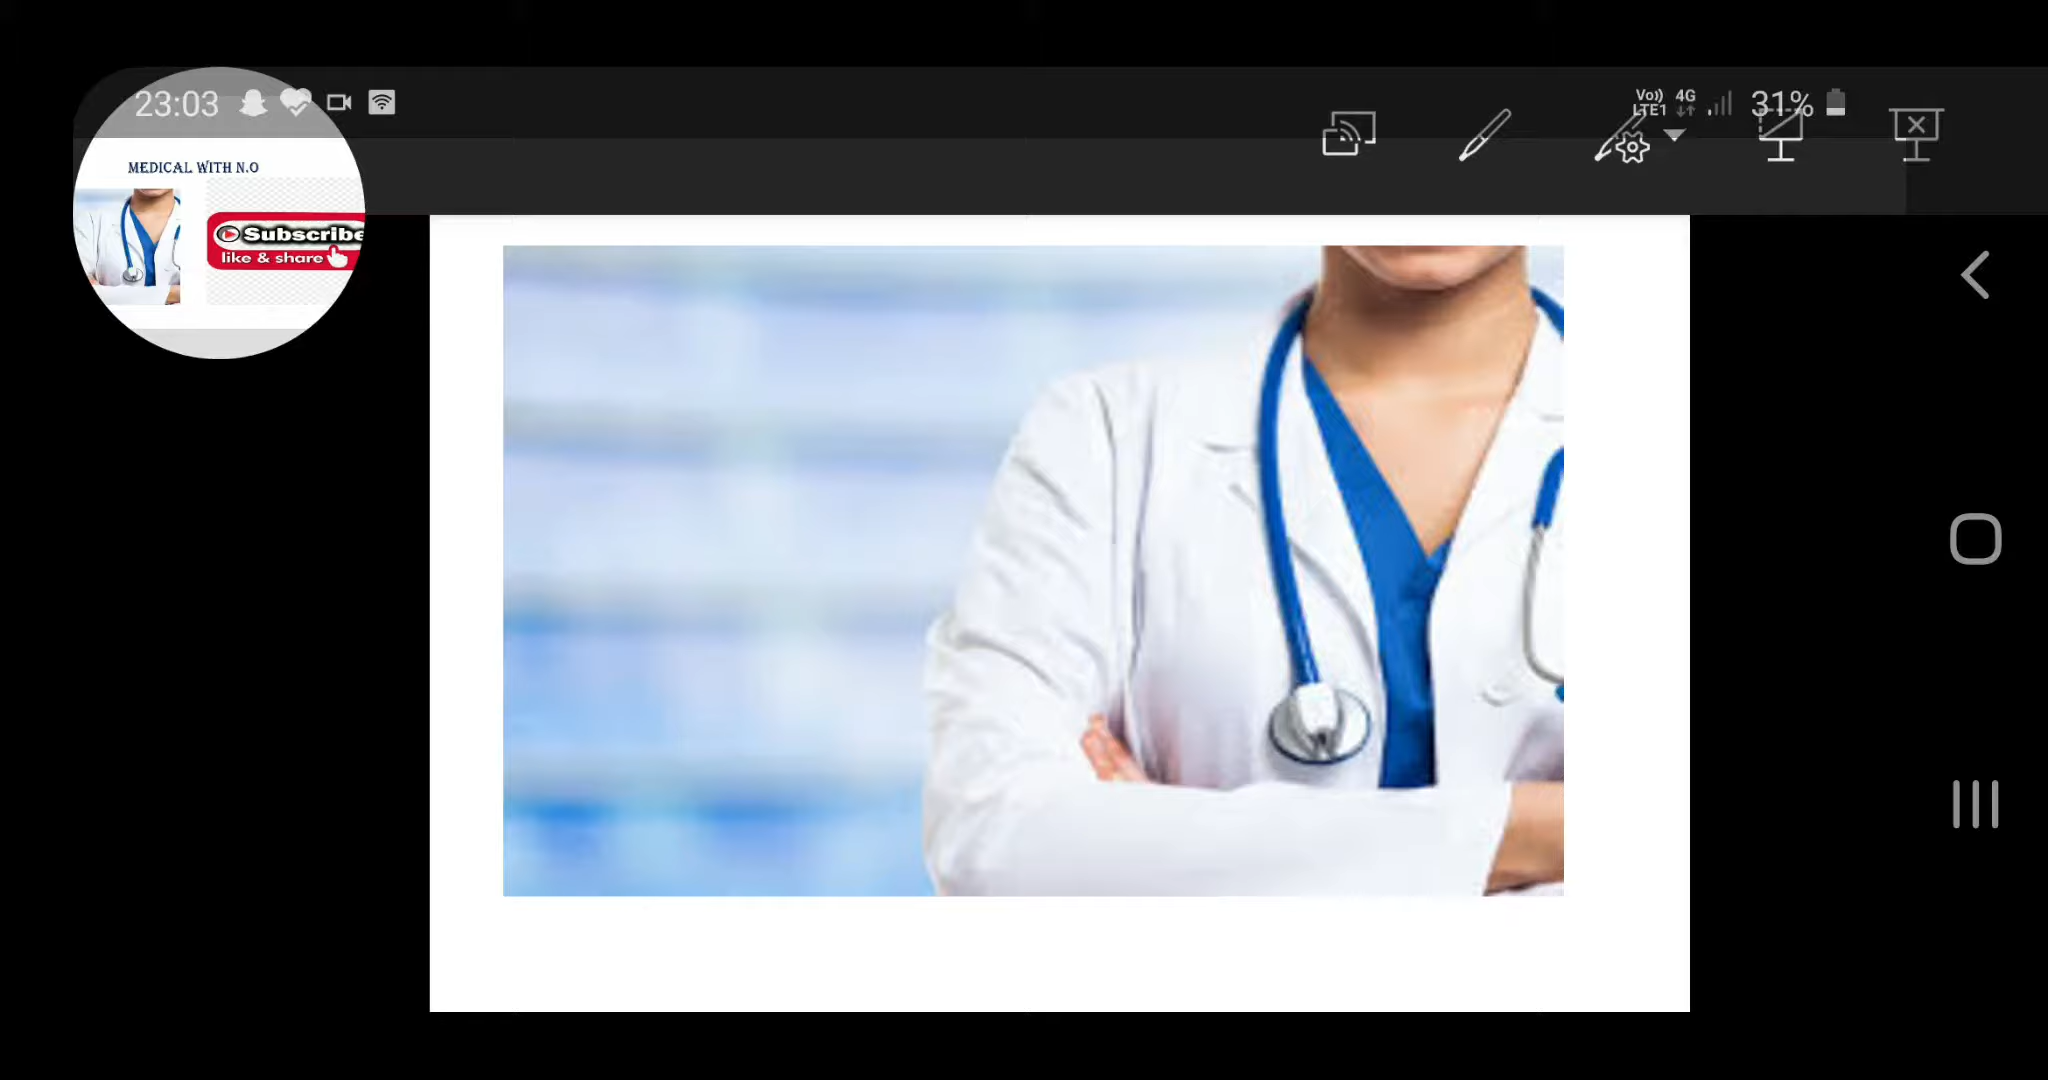 23:03
Vo)) 4G
LTE1
31%
MEDICAL WITH N.O
Subscribe
like & share